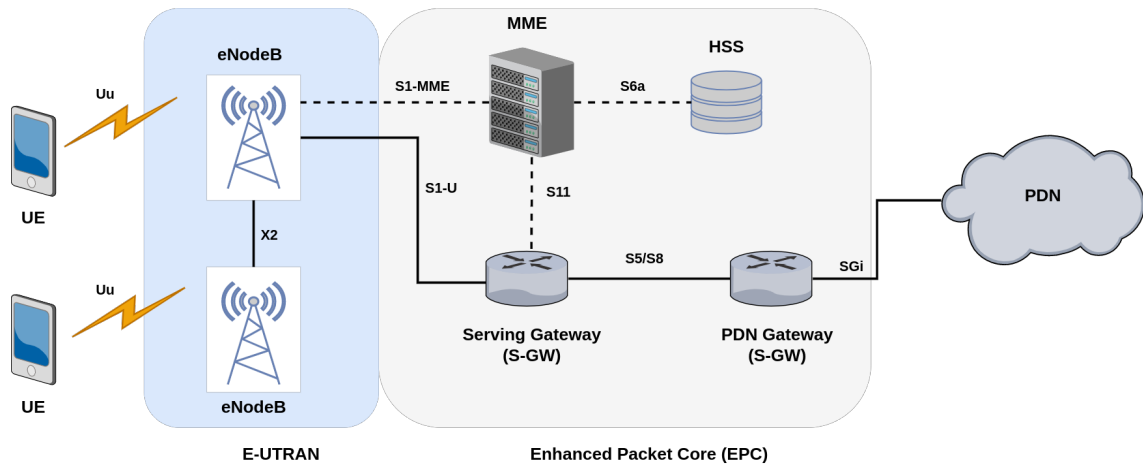 MME
HSS
eNodeB
Uu
S1-MME
S6a
UE
S1-U
S11
PDN
X2
S5/S8
SGi
Uu
Serving Gateway
(S-GW)
PDN Gateway
(S-GW)
UE
eNodeB
E-UTRAN
Enhanced Packet Core (EPC)